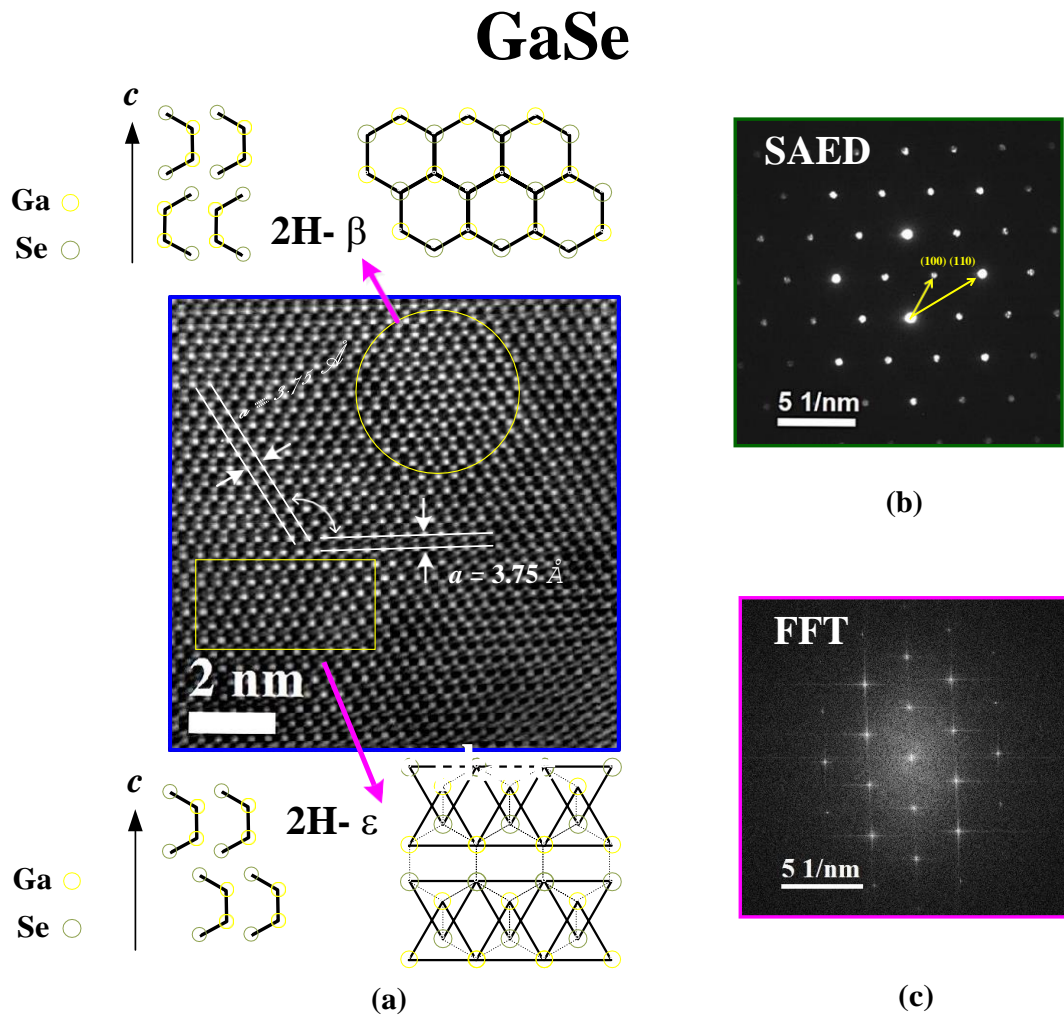 GaSe
c
Ga
Se
2H- β
a = 3.75 Å
a = 3.75 Å
2 nm
c
Ga
Se
2H- ε
(a)
SAED
(100) (110)
5 1/nm
(b)
FFT
5 1/nm
(c)